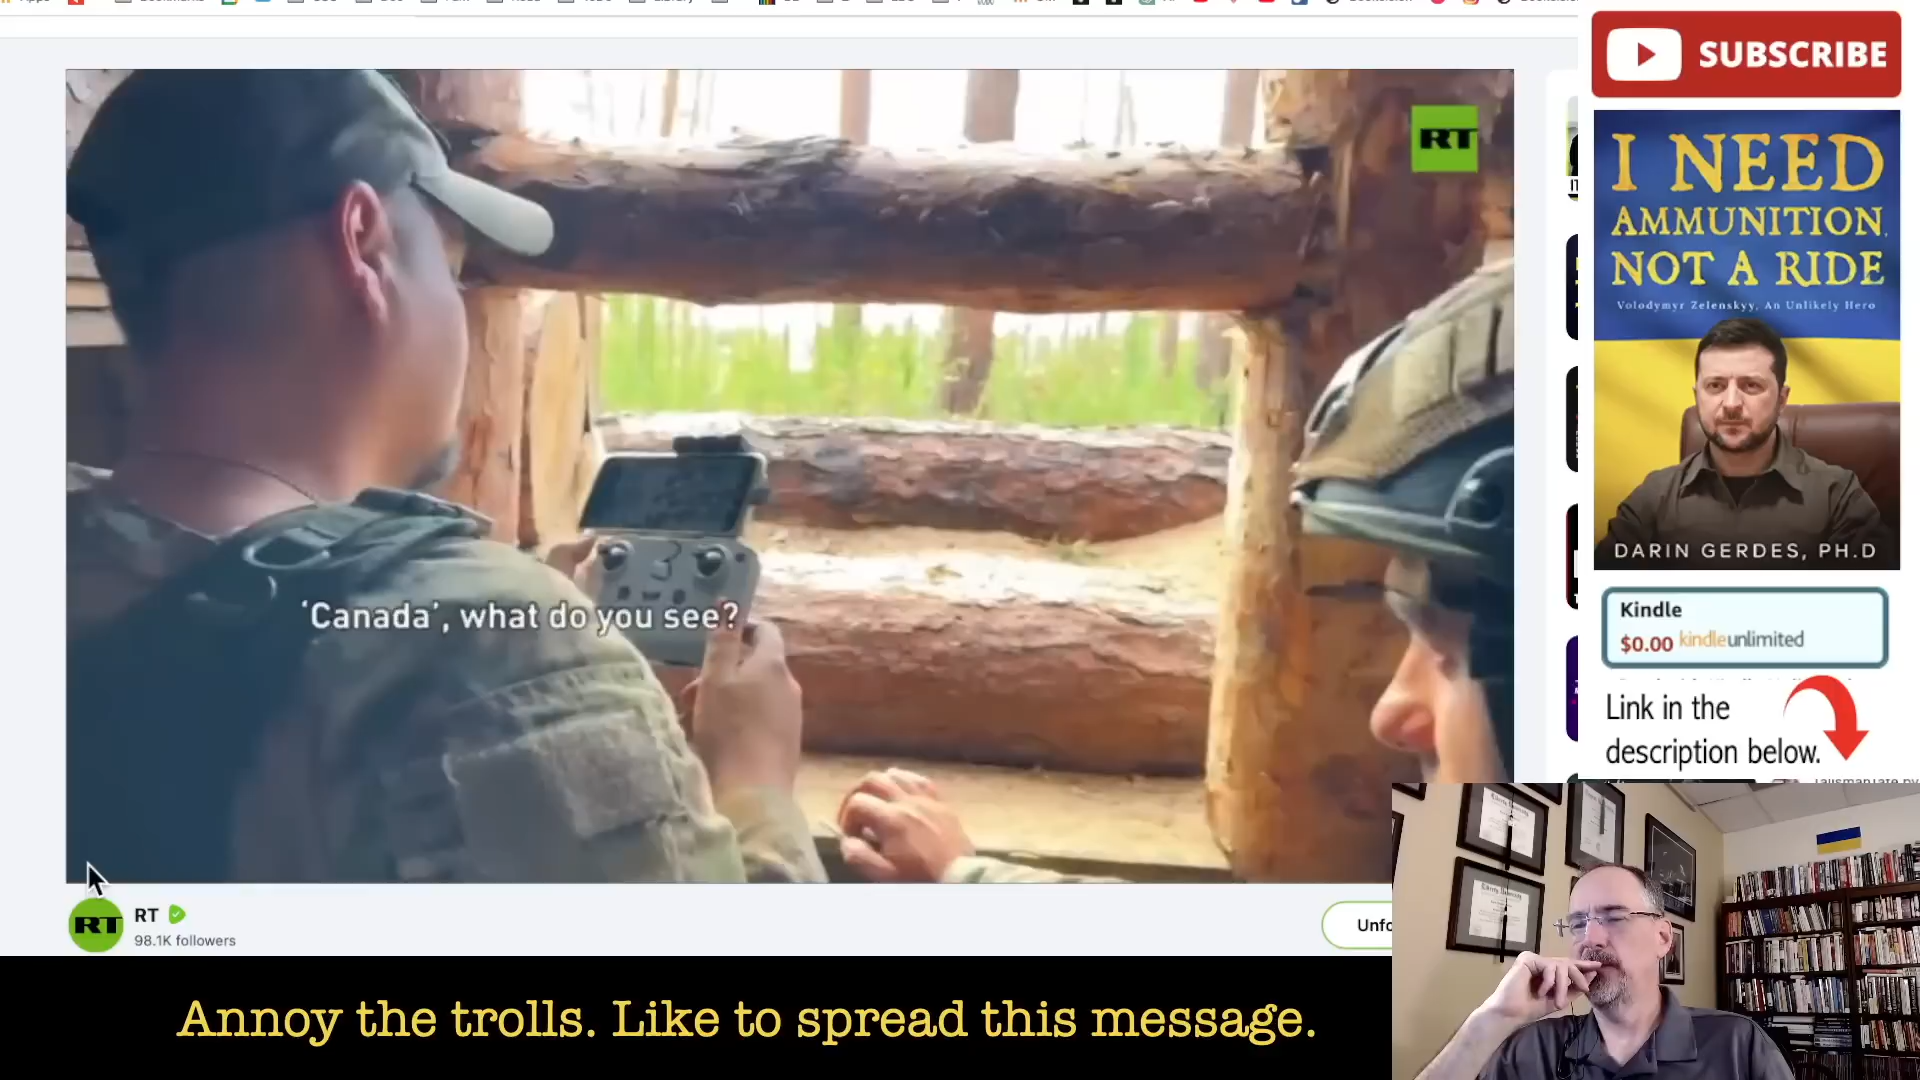 SUBSCRIBE
RT
I NEED
AMMUNITION,
NOT A RIDE
Volodymyr Zelenskyy, An Unlikely Hero
DARIN GERDES, PH.D
'Canada', what do you see?
Kindle
$0.00 kindleunlimited
Link in the
description below.
RT
RT
98.1K followers
Unfo
Annoy the trolls. Like to spread this message.